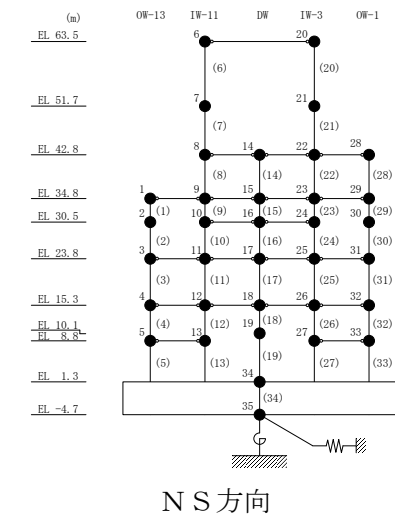 (m) OW-13 IW-11 DW IW-3 OW-1
EL 63.5 6 20
(6) (20)
EL 51.7 7 21
(7) (21)
EL 42.8 8 14 22 28
(8) (14) (22) (28)
EL 34.8 1 9 15 23 29
(1) (9) (15) (23) (29)
EL 30.5 2 10 16 24 30
(2) (10) (16) (24) (30)
EL 23.8 3 11 17 25 31
(3) (11) (17) (25) (31)
EL 15.3 4 12 18 26 32
(4) (12) (18) (26) (32)
EL 10.1 19
EL 8.8 5 13 27 33
(5) (13) (19) (27) (33)
EL 1.3 34
(34)
EL -4.7 35
NS方向